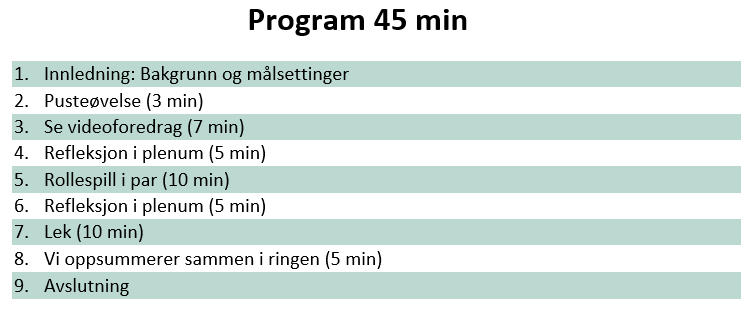 Program 45 min
1. Innledning: Bakgrunn og målsettinger
2. Pusteøvelse (3 min)
3. Se videoforedrag (7 min)
4. Refleksjon i plenum (5 min)
5. Rollespill i par (10 min)
6. Refleksjon i plenum (5 min)
7. Lek (10 min)
8. Vi oppsummerer sammen i ringen (5 min)
9. Avslutning